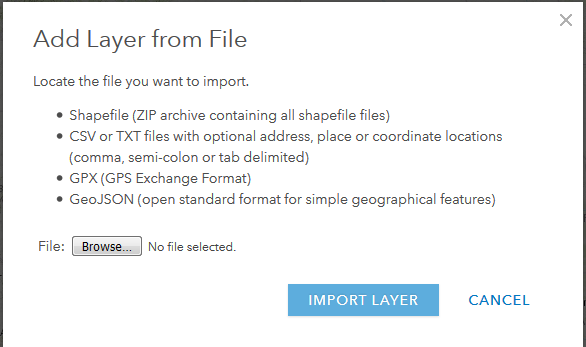 Add Layer from File
Locate the file you want to import.
• Shapefile (ZIP archive containing all shapefile files)
• CSV or TXT files with optional address, place or coordinate locations
(comma, semi-colon or tab delimited)
• GPX (GPS Exchange Format)
• GeoJSON (open standard format for simple geographical features)
File: Browse... No file selected.
IMPORT LAYER CANCEL